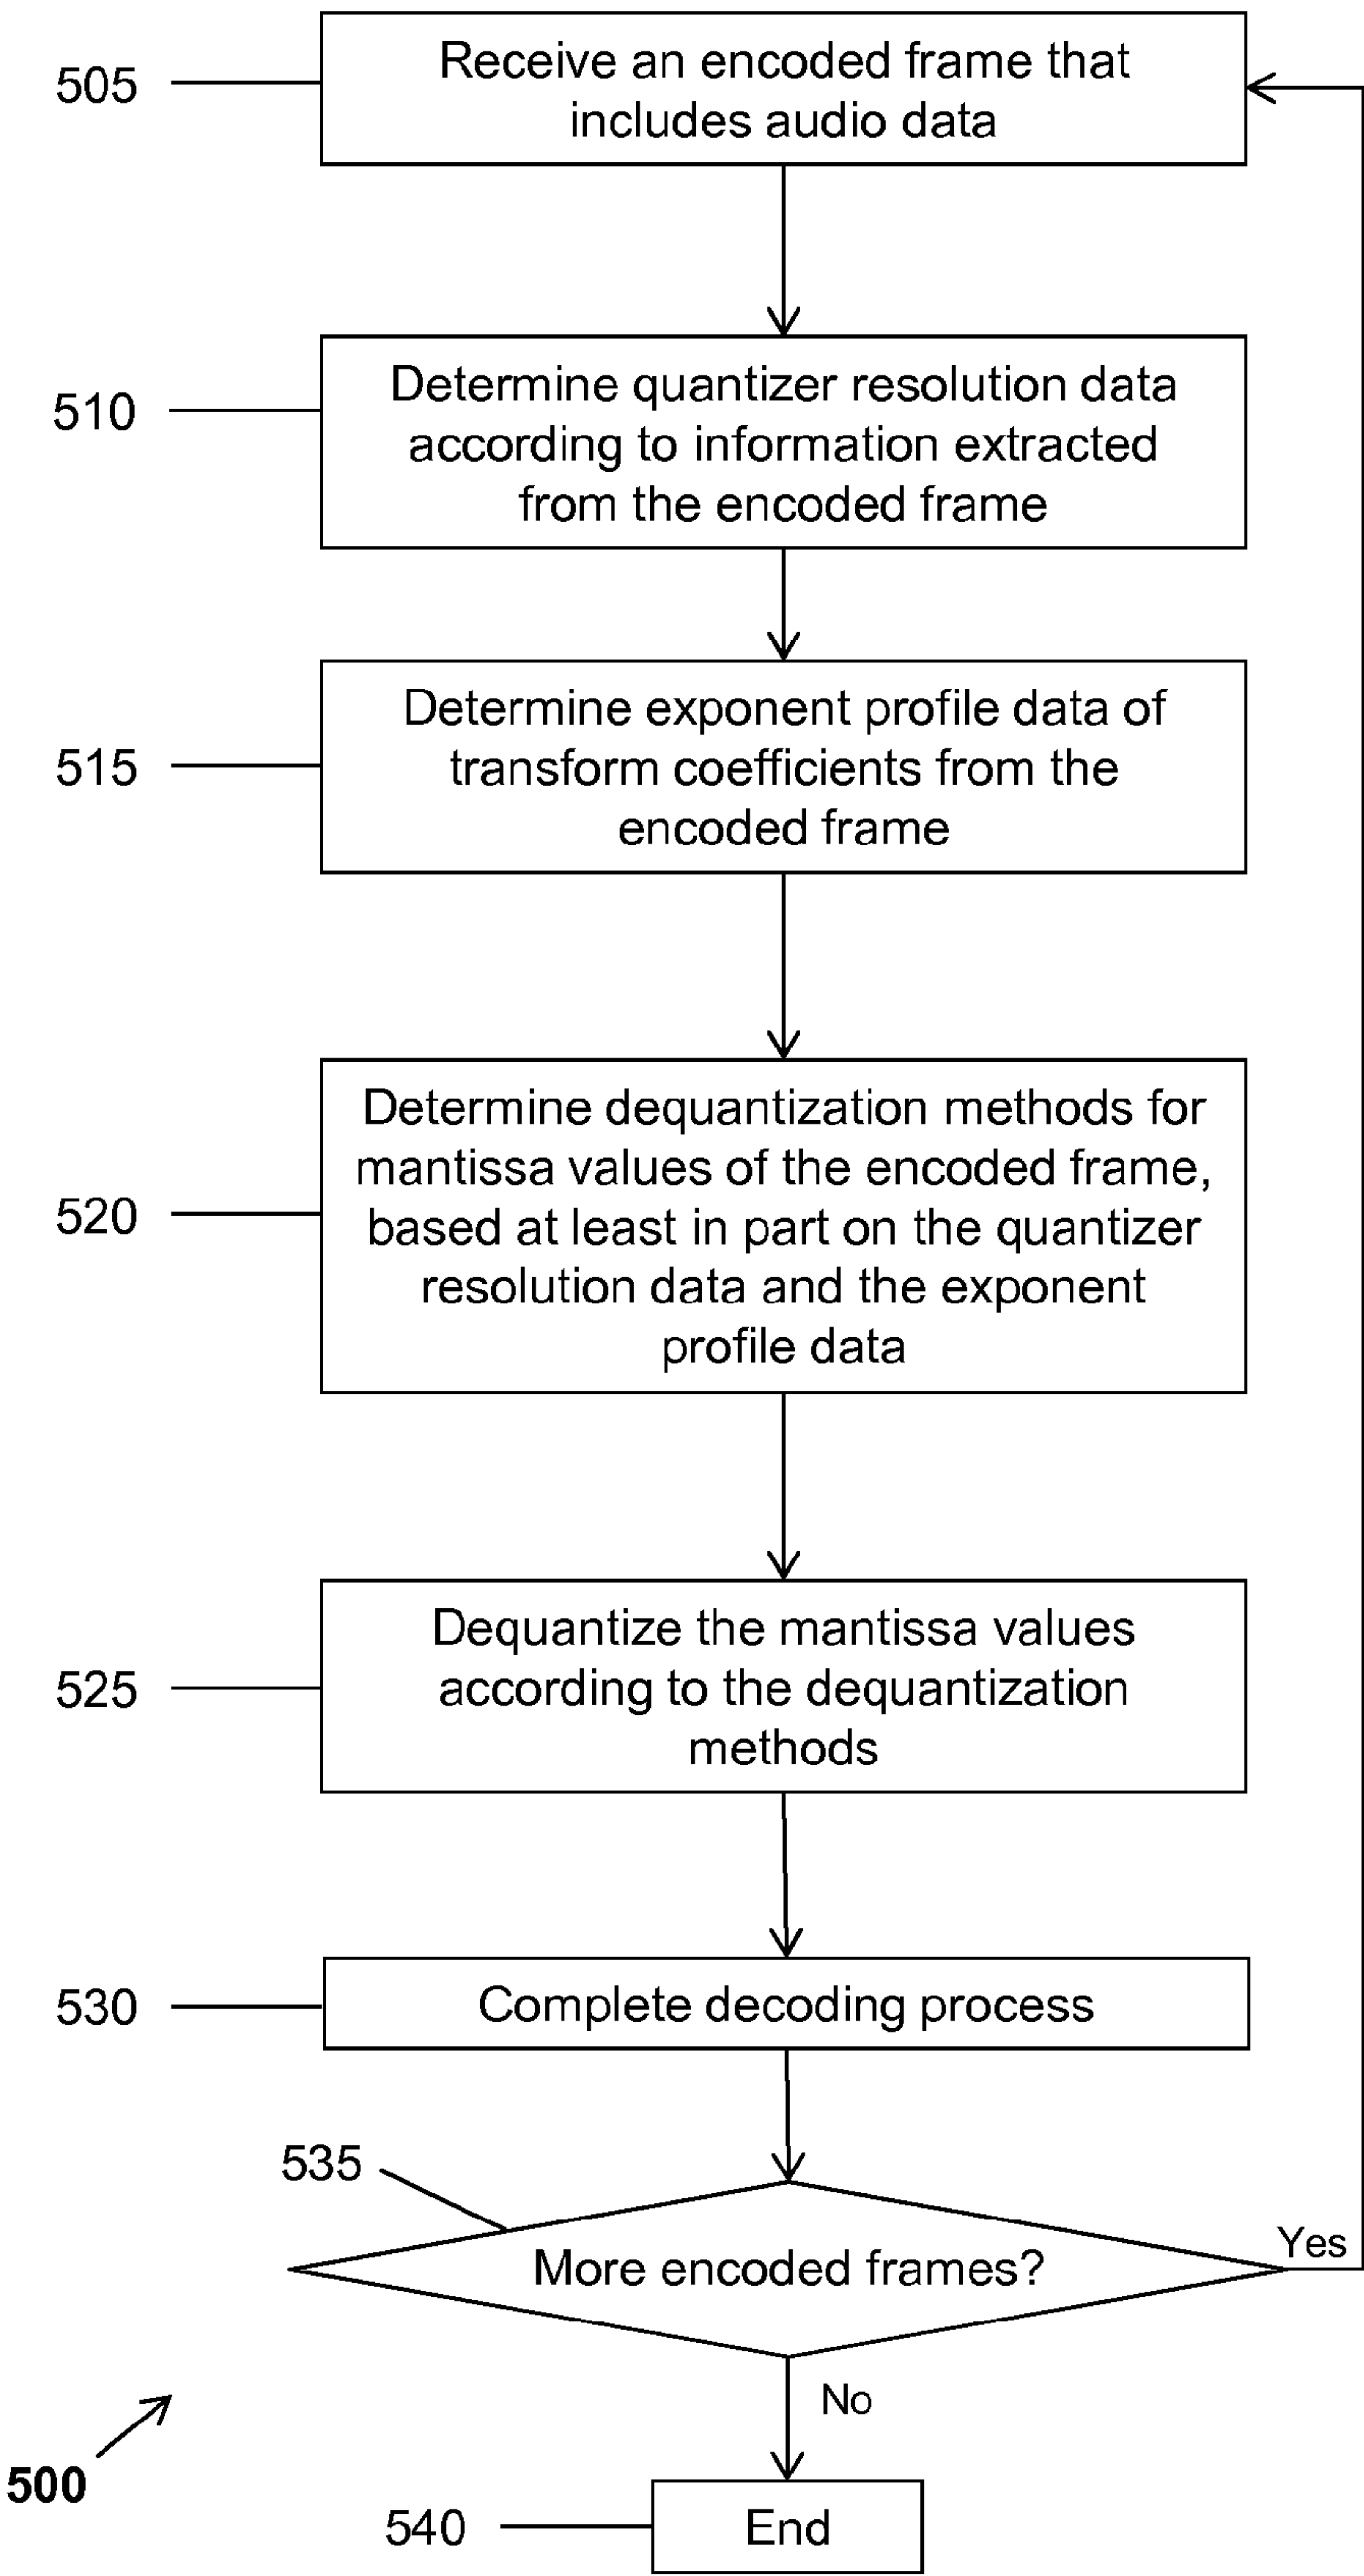 505
Receive an encoded frame that
includes audio data
510
Determine quantizer resolution data
according to information extracted
from the encoded frame
515
Determine exponent profile data of
transform coefficients from the
encoded frame
520
Determine dequantization methods for
mantissa values of the encoded frame,
based at least in part on the quantizer
resolution data and the exponent
profile data
525
Dequantize the mantissa values
according to the dequantization
methods
530
Complete decoding process
535
More encoded frames?
Yes
No
500
540
End